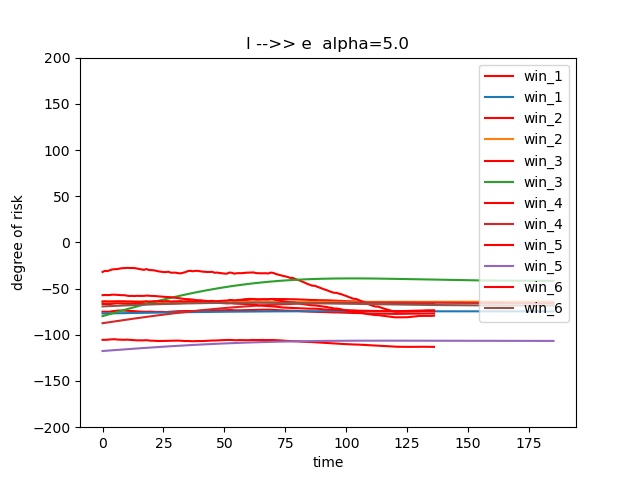 l -->> e  alpha=5.0
degree of risk
200
150
100
50
0
−50
−100
−150
−200
win_1
win_1
win_2
win_2
win_3
win_3
win_4
win_4
win_5
win_5
win_6
win_6
0
25
50
75
100
125
150
175
time